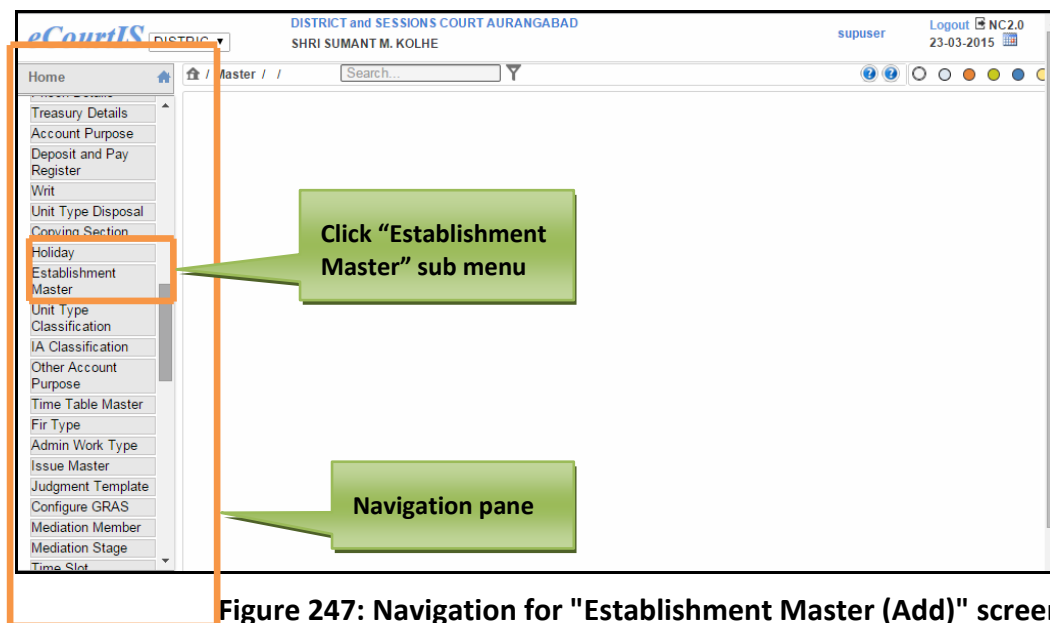 DISTRICT and SESSIONS COURT AURANGABAD
eCourtIS DISTRIC
SHRI SUMANT M. KOLHE
supuser
Logout NC2.0
23-03-2015
Home
/ Master / /
Search...
Treasury Details
Account Purpose
Deposit and Pay
Register
Writ
Unit Type Disposal
Copying Section
Holiday
Establishment
Master
Unit Type
Classification
IA Classification
Other Account
Purpose
Time Table Master
Fir Type
Admin Work Type
Issue Master
Judgment Template
Configure GRAS
Mediation Member
Mediation Stage
Time Slot
Click “Establishment
Master” sub menu
Navigation pane
Figure 247: Navigation for "Establishment Master (Add)" screen